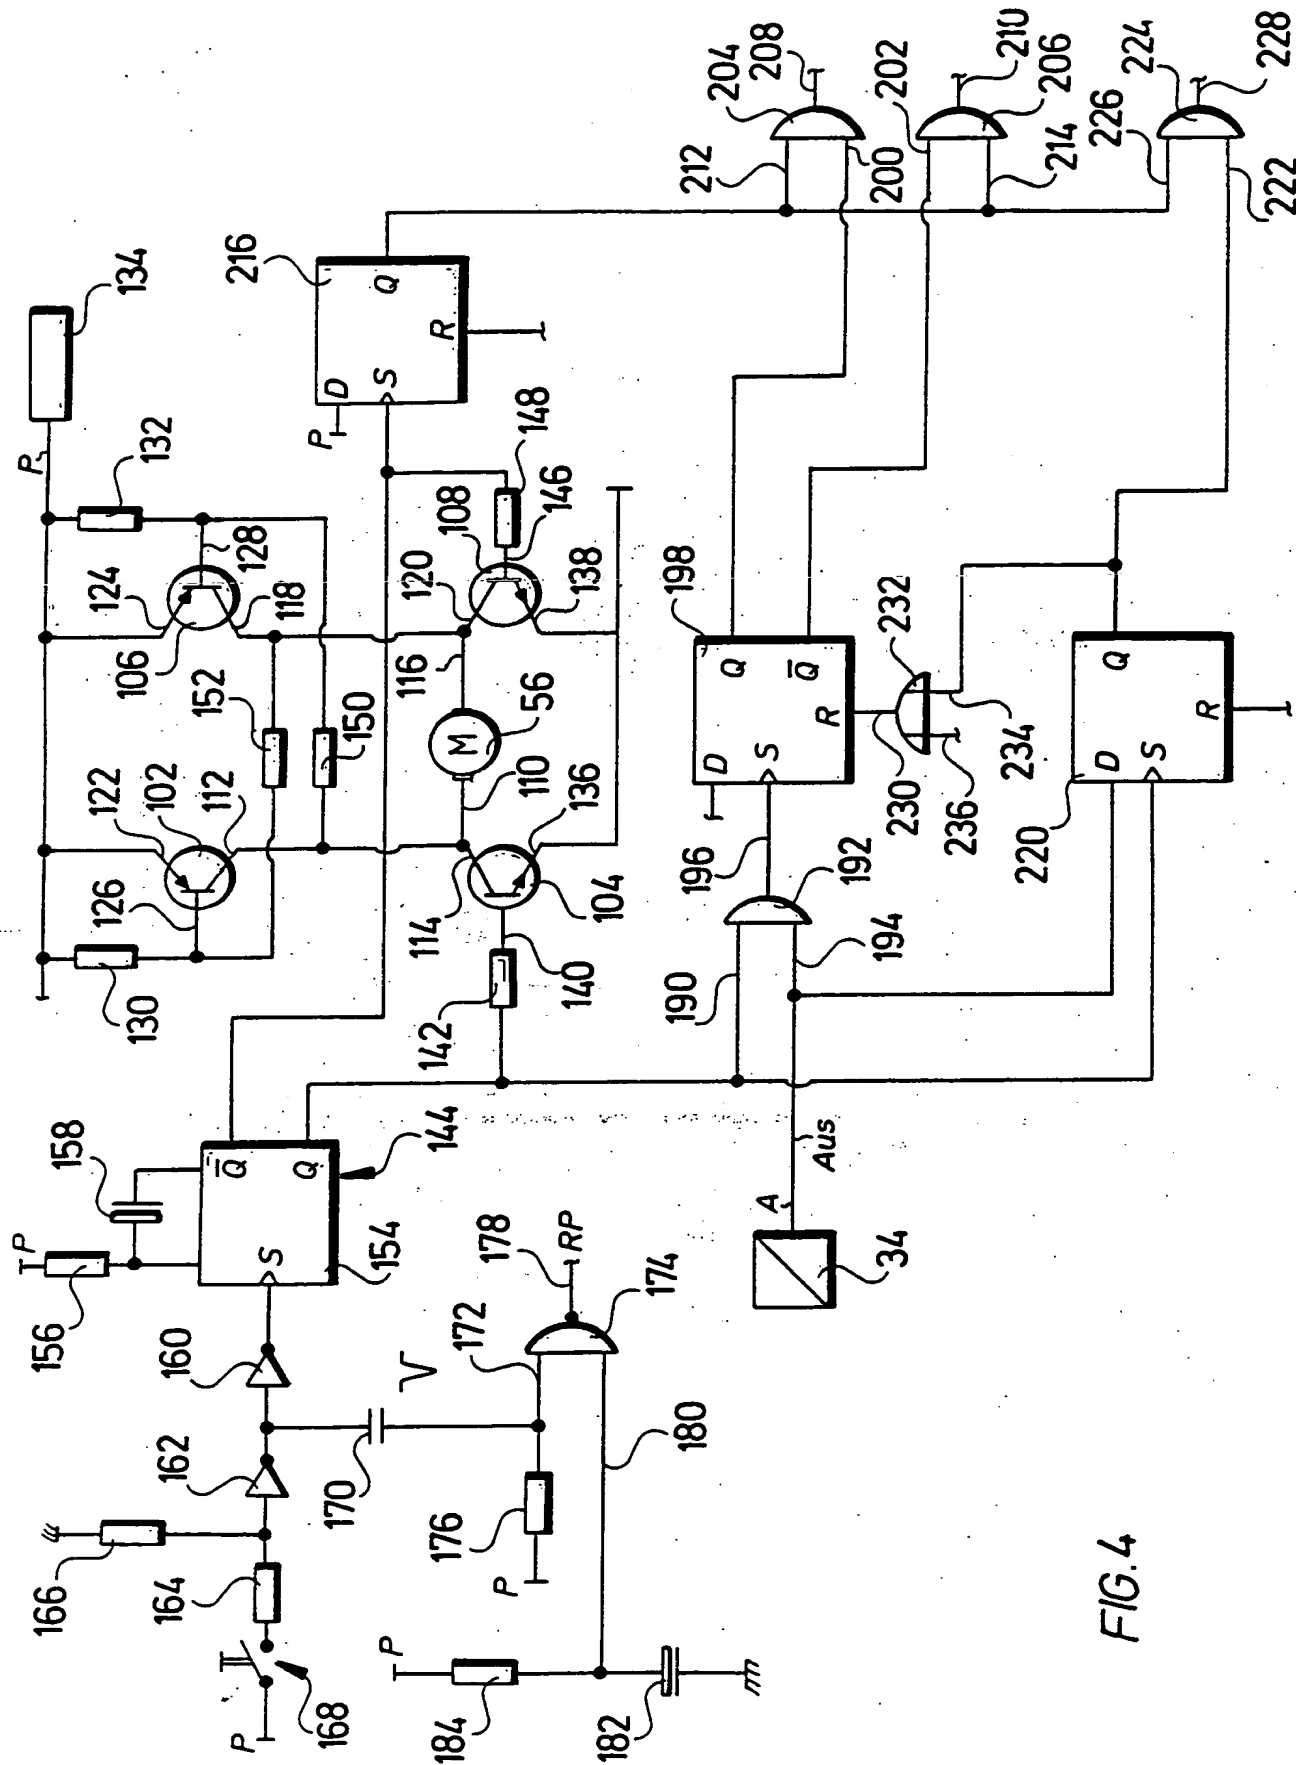 134
P
132
124
128
118
106
152
150
122
102
112
126
130
216
D
P
S
Q
R
148
146
108
120
138
116
M
56
110
136
114
104
140
142
144
158
P
156
Q̅
Q
S
154
160
162
166
164
168
P
170
V
172
178
RP
174
176
P
180
184
P
182
34
A
Aus
190
194
192
196
198
D
S
Q
Q̅
R
230
232
234
236
220
D
S
Q
R
204
208
212
200
202
210
206
214
224
226
228
222
FIG.4